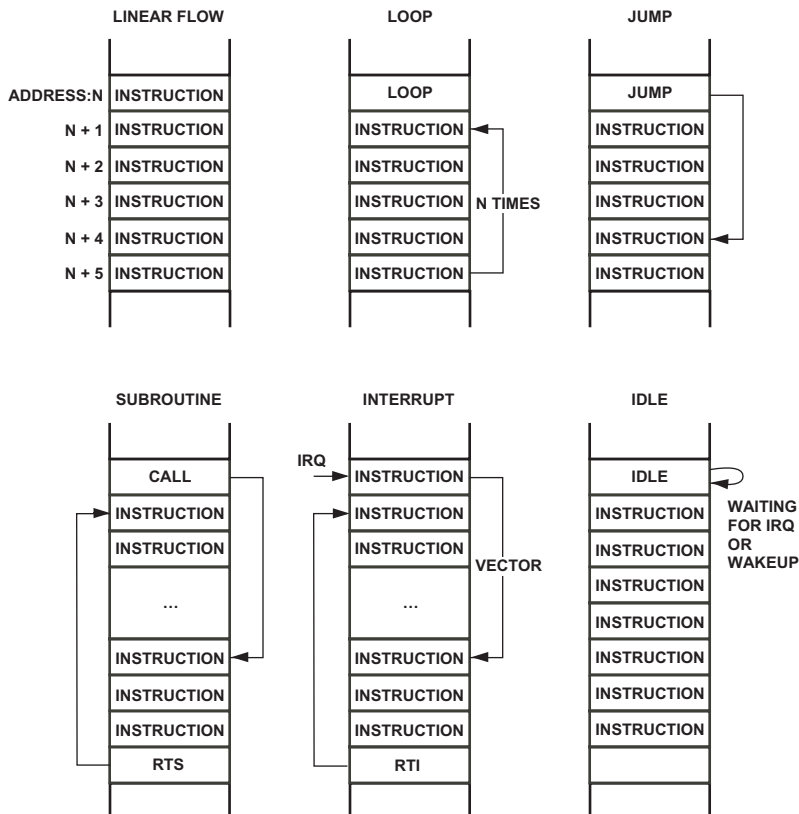 LINEAR FLOW
ADDRESS:N INSTRUCTION
N + 1 INSTRUCTION
N + 2 INSTRUCTION
N + 3 INSTRUCTION
N + 4 INSTRUCTION
N + 5 INSTRUCTION
LOOP
LOOP
INSTRUCTION
INSTRUCTION
INSTRUCTION
INSTRUCTION
INSTRUCTION
N TIMES
JUMP
JUMP
INSTRUCTION
INSTRUCTION
INSTRUCTION
INSTRUCTION
INSTRUCTION
SUBROUTINE
CALL
INSTRUCTION
INSTRUCTION
...
INSTRUCTION
INSTRUCTION
INSTRUCTION
RTS
INTERRUPT
IRQ
INSTRUCTION
INSTRUCTION
INSTRUCTION
VECTOR
...
INSTRUCTION
INSTRUCTION
INSTRUCTION
RTI
IDLE
IDLE
WAITING
FOR IRQ
OR
WAKEUP
INSTRUCTION
INSTRUCTION
INSTRUCTION
INSTRUCTION
INSTRUCTION
INSTRUCTION
INSTRUCTION